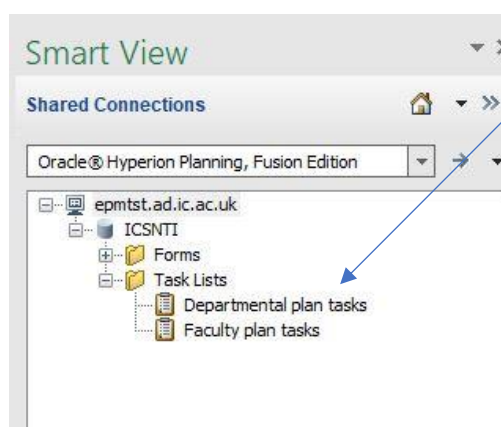 Smart View
Shared Connections
Oracle® Hyperion Planning, Fusion Edition
epmtst.ad.ic.ac.uk
ICSNTI
Forms
Task Lists
Departmental plan tasks
Faculty plan tasks